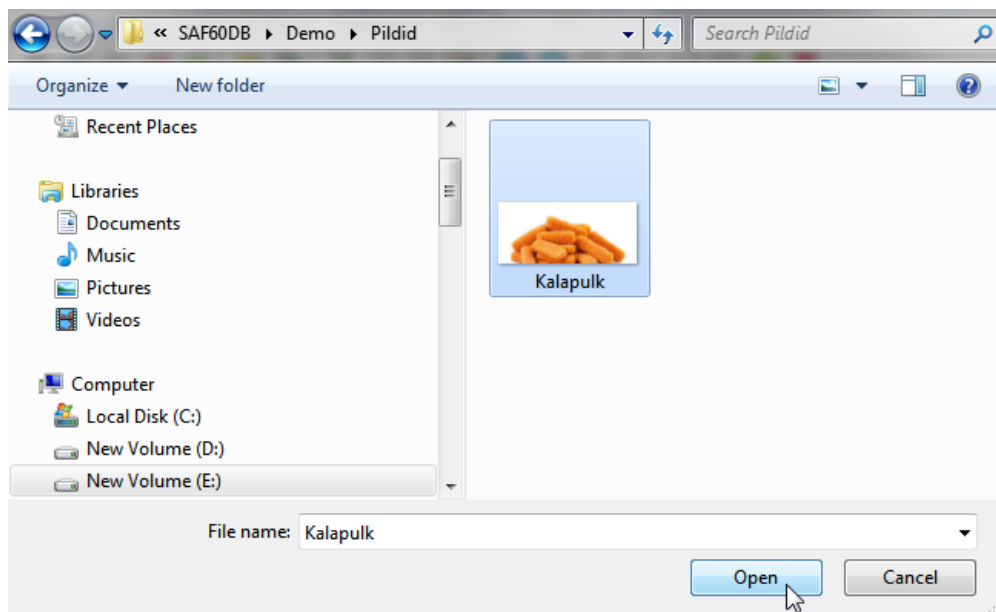 « SAF60DB ▸ Demo ▸ Pildid
Search Pildid
Organize
New folder
Recent Places
Libraries
Documents
Music
Pictures
Videos
Computer
Local Disk (C:)
New Volume (D:)
New Volume (E:)
Kalapulk
File name: Kalapulk
Open
Cancel